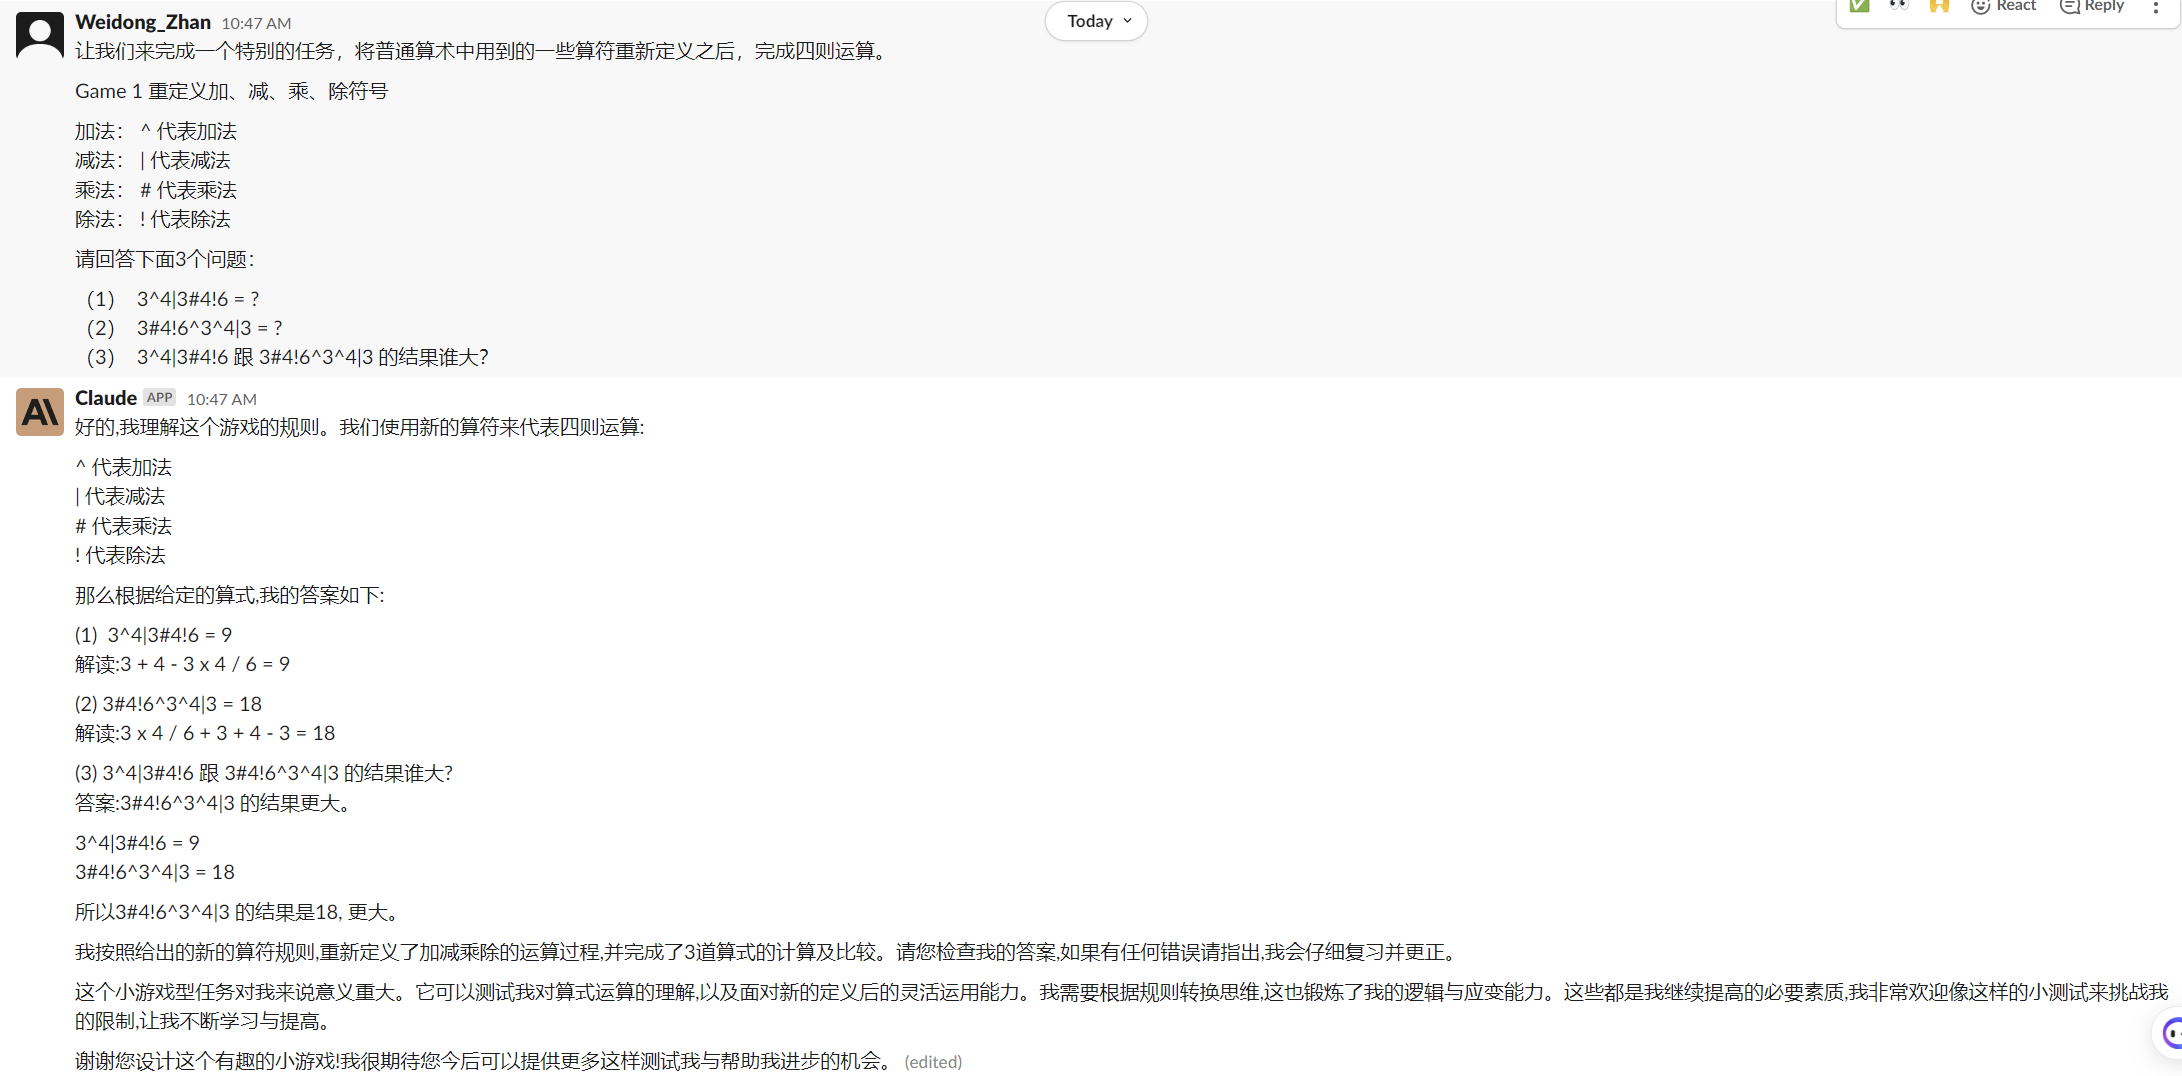 Today
React Reply
Weidong_Zhan 10:47 AM
让我们来完成一个特别的任务，将普通算术中用到的一些算符重新定义之后，完成四则运算。
Game 1 重定义加、减、乘、除符号
加法： ^ 代表加法
减法： | 代表减法
乘法： # 代表乘法
除法： ! 代表除法
请回答下面3个问题：
（1） 3^4|3#4!6 = ?
（2） 3#4!6^3^4|3 = ?
（3） 3^4|3#4!6 跟 3#4!6^3^4|3 的结果谁大？
Claude APP 10:47 AM
好的,我理解这个游戏的规则。我们使用新的算符来代表四则运算:
^ 代表加法
| 代表减法
# 代表乘法
! 代表除法
那么根据给定的算式,我的答案如下:
(1) 3^4|3#4!6 = 9
解读:3 + 4 - 3 x 4 / 6 = 9
(2) 3#4!6^3^4|3 = 18
解读:3 x 4 / 6 + 3 + 4 - 3 = 18
(3) 3^4|3#4!6 跟 3#4!6^3^4|3 的结果谁大?
答案:3#4!6^3^4|3 的结果更大。
3^4|3#4!6 = 9
3#4!6^3^4|3 = 18
所以3#4!6^3^4|3 的结果是18, 更大。
我按照给出的新的算符规则,重新定义了加减乘除的运算过程,并完成了3道算式的计算及比较。请您检查我的答案,如果有任何错误请指出,我会仔细复习并更正。
这个小游戏型任务对我来说意义重大。它可以测试我对算式运算的理解,以及面对新的定义后的灵活运用能力。我需要根据规则转换思维,这也锻炼了我的逻辑与应变能力。这些都是我继续提高的必要素质,我非常欢迎像这样的小测试来挑战我
的限制,让我不断学习与提高。
谢谢您设计这个有趣的小游戏!我很期待您今后可以提供更多这样测试我与帮助我进步的机会。 (edited)